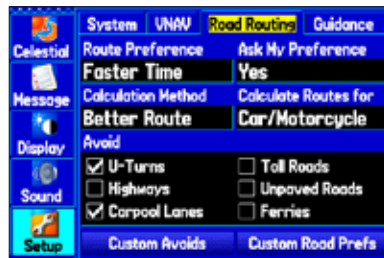 System VNAV Road Routing Guidance
Celestial
Route Preference Ask My Preference
Faster Time Yes
Message
Calculation Method Calculate Routes for
Better Route Car/Motorcycle
Display
Avoid
U-Turns Toll Roads
Sound
Highways Unpaved Roads
Carpool Lanes Ferries
Setup
Custom Avoids Custom Road Prefs